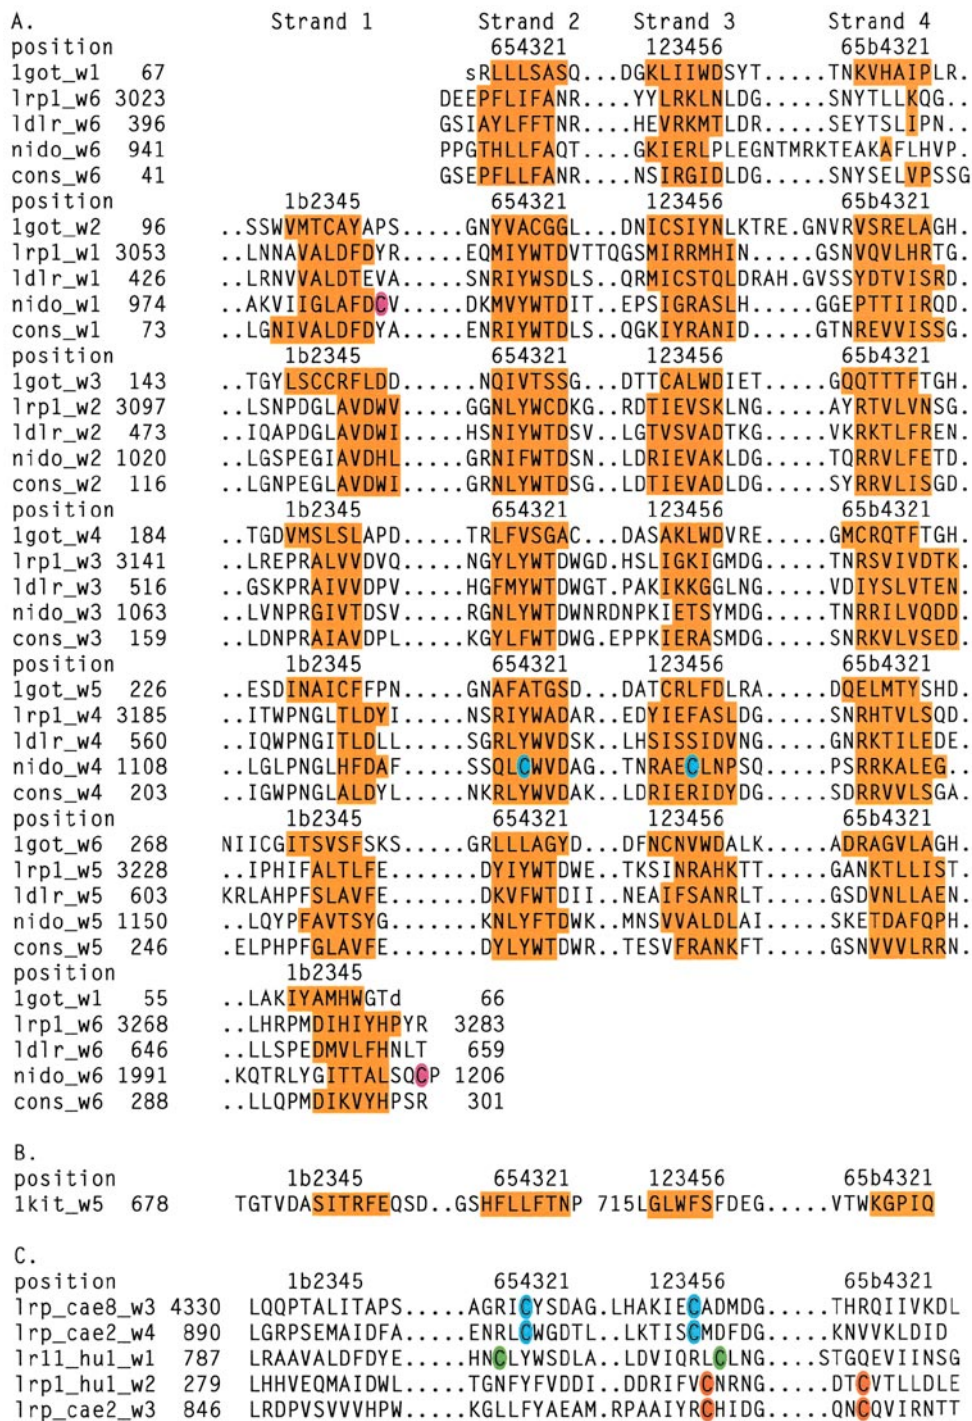 A. Strand 1 Strand 2 Strand 3 Strand 4
position 654321 123456 65b4321
1got_w1 67 sRLLLSASQ...DGKLIIWDSYT.....TNKVHAIPLR.
lrp1_w6 3023 DEEPFLIFANR....YYLRKLNLDG.....SNYTLLKQG..
ldlr_w6 396 GSIAYLFFTNR....HEVRKMTLDR.....SEYTSLIPN..
nido_w6 941 PPGTHLLFAQT....GKIERLPLEGNTMRKTEAKAFLHVP.
cons_w6 41 GSEPFLLFANR....NSIRGIDLDG.....SNYSELVPSSG
position 1b2345 654321 123456 65b4321
1got_w2 96 ..SSWVMTCAYAPS......GNYVACGGL...DNICSIYNLKTRE.GNVRVSRELAGH.
lrp1_w1 3053 ..LNNAVALDFDYR......EQMIYWTDVTTQGSMIRRMHIN......GSNVQVLHRTG.
ldlr_w1 426 ..LRNVVALDTEVA......SNRIYWSDLS..QRMICSTQLDRAH.GVSSYDTVISRD.
nido_w1 974 ..AKVIIGLAFDCV......DKMVYWTDIT..EPSIGRASLH......GGEPTTIIRQD.
cons_w1 73 ..LGNIVALDFDYA......ENRIYWTDLS..QGKIYRANID......GTNREVVISSG.
position 1b2345 654321 123456 65b4321
1got_w3 143 ..TGYLSCCRFLDD......NQIVTSSG...DTTCALWDIET......GQQTTTFTGH.
lrp1_w2 3097 ..LSNPDGLAVDWV......GGNLYWCDKG..RDTIEVSKLNG.....AYRTVLVNSG.
ldlr_w2 473 ..IQAPDGLAVDWI......HSNIYWTDSV..LGTVSVADTKG.....VKRKTLFREN.
nido_w2 1020 ..LGSPEGIAVDHL......GRNIFWTDSN..LDRIEVAKLDG.....TQRRVLFETD.
cons_w2 116 ..LGNPEGLAVDWI......GRNLYWTDSG..LDTIEVADLDG.....SYRRVLISGD.
position 1b2345 654321 123456 65b4321
1got_w4 184 ..TGDVMSLSLAPD......TRLFVSGAC...DASAKLWDVRE......GMCRQTFTGH.
lrp1_w3 3141 ..LREPRALVVDVQ......NGYLYWTDWGD.HSLIGKIGMDG.....TNRSVIVDTK.
ldlr_w3 516 ..GSKPRAIVVDPV......HGFMYWTDWGT.PAKIKKGGLNG.....VDIYSLVTEN.
nido_w3 1063 ..LVNPRGIVTDSV......RGNLYWTDWNRDNPKIETSYMDG.....TNRRILVQDD.
cons_w3 159 ..LDNPRAIAVDPL......KGYLFWTDWG.EPPKIERASMDG.....SNRKVLVSED.
position 1b2345 654321 123456 65b4321
1got_w5 226 ..ESDINAICFFPN......GNAFATGSD...DATCRLFDLRA.....DQELMTYSHD.
lrp1_w4 3185 ..ITWPNGLTLDYI......NSRIYWADAR..EDYIEFASLDG.....SNRHTVLSQD.
ldlr_w4 560 ..IQWPNGITLDLL......SGRLYWVDSK..LHSISSIDVNG.....GNRKTILEDE.
nido_w4 1108 ..LGLPNGLHFDAF......SSQLCWVDAG..TNRAECLNPSQ.....PSRRKALEG..
cons_w4 203 ..IGWPNGLALDYL......NKRLYWVDAK..LDRIERIDYDG.....SDRRVVLSGA.
position 1b2345 654321 123456 65b4321
1got_w6 268 NIICGITSVSFSKS......GRLLLAGYD...DFNCNVWDALK.....ADRAGVLAGH.
lrp1_w5 3228 ...IPHIFALTLFE......DYIYWTDWE..TKSINRAHKTT.....GANKTLLIST.
ldlr_w5 603 KRLAHPFSLAVFE......DKVFWTDII..NEAIFSANRLT.....GSDVNLLAEN.
nido_w5 1150 ...LQYPFAVTSYG......KNLYFTDWK..MNSVVALDLAI.....SKETDAFQPH.
cons_w5 246 ..ELPHPFGLAVFE......DYLYWTDWR..TESVFRANKFT.....GSNVVVLRRN.
position 1b2345
1got_w1 55 ..LAKIYAMHWGTd 66
lrp1_w6 3268 ..LHRPMDIHIYHPYR 3283
ldlr_w6 646 ..LLSPEDMVLFHNLT 659
nido_w6 1991 .KQTRLYGITTALSQCP 1206
cons_w6 288 ..LLQPMDIKVYHPSR 301
B.
position 1b2345 654321 123456 65b4321
1kit_w5 678 TGTVDASITRFEQSD..GSHFLLFTNP 715LGLWFSFDEG.....VTWKGPIQ
C.
position 1b2345 654321 123456 65b4321
lrp_cae8_w3 4330 LQQPTALITAPS.....AGRICYSDAG.LHAKIECADMDG.....THRQIIVKDL
lrp_cae2_w4 890 LGRPSEMAIDFA.....ENRLCWGDTL..LKTISCMDFDG.....KNVVKLDID
lr11_hu1_w1 787 LRAAVALDFDYE.....HNCLYWSDLA..LDVIQRLCLNG....STGQEVIINSG
lrp1_hu1_w2 279 LHHVEQMAIDWL.....TGNFYFVDDI..DDRIFVCNRNG.....DTCVTLLDLE
lrp_cae2_w3 846 LRDPVSVVVHPW.....KGLLFYAEAM.RPAAIYRCHIDG.....QNCQVIRNTT